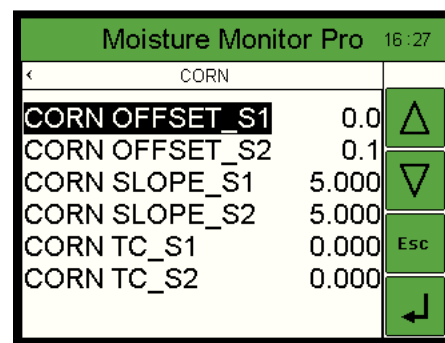 Moisture Monitor Pro 16:27
< CORN
CORN OFFSET_S1 0.0
CORN OFFSET_S2 0.1
CORN SLOPE_S1 5.000
CORN SLOPE_S2 5.000
CORN TC_S1 0.000
CORN TC_S2 0.000
Esc